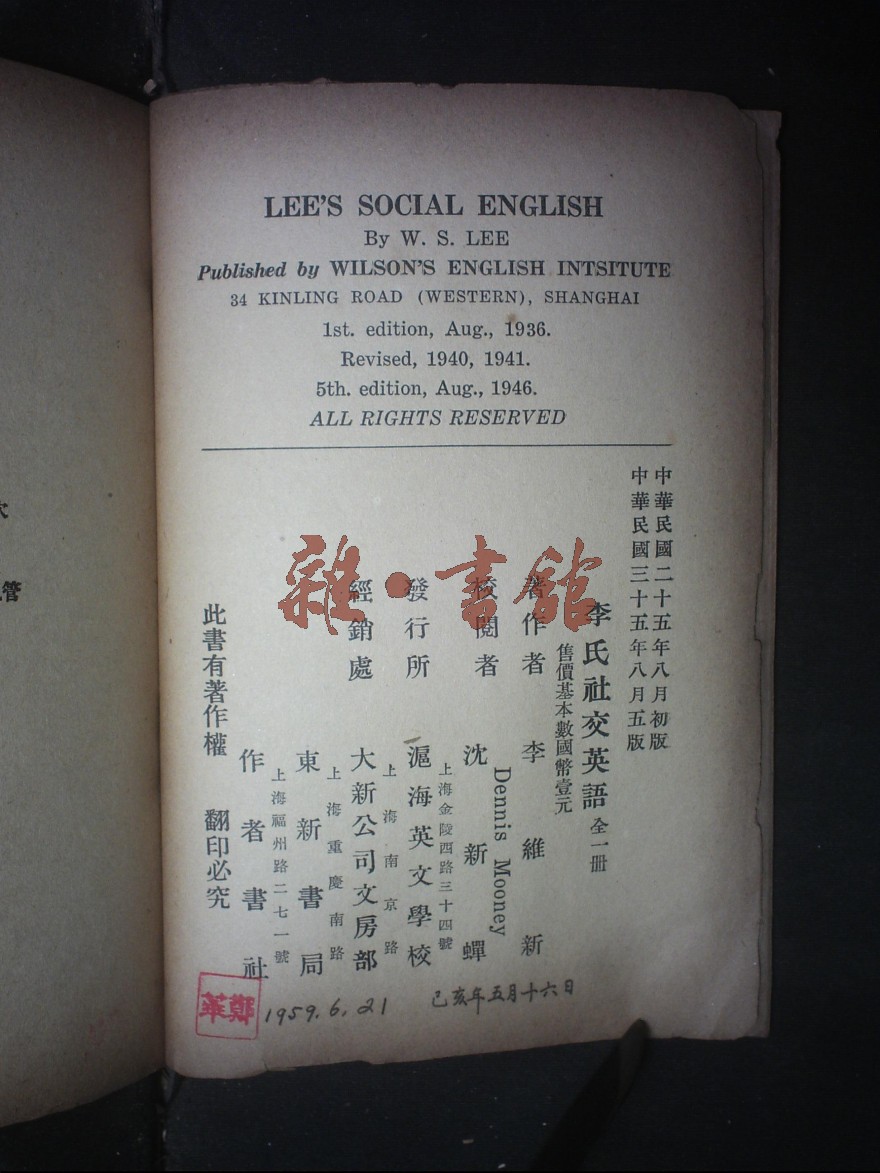 LEE'S SOCIAL ENGLISH
By W. S. LEE
Published by WILSON'S ENGLISH INTSITUTE
34 KINLING ROAD (WESTERN), SHANGHAI
1st. edition, Aug., 1936.
Revised, 1940, 1941.
5th. edition, Aug., 1946.
ALL RIGHTS RESERVED
中華民國二十五年八月初版
中華民國三十五年八月五版
李氏社交英語 全一冊
售價基本數國幣壹元
著作者 李維新
校閱者 Dennis Mooney
沈新蟬
發行所 滬海英文學校
上海金陵西路三十四號
經銷處 大新公司文房部
上海南京路
東新書局
上海重慶南路
作者書社
上海福州路二七一號
此書有著作權 翻印必究
雜·書館
鄭華
1959.6.21
己亥年五月十六日
管